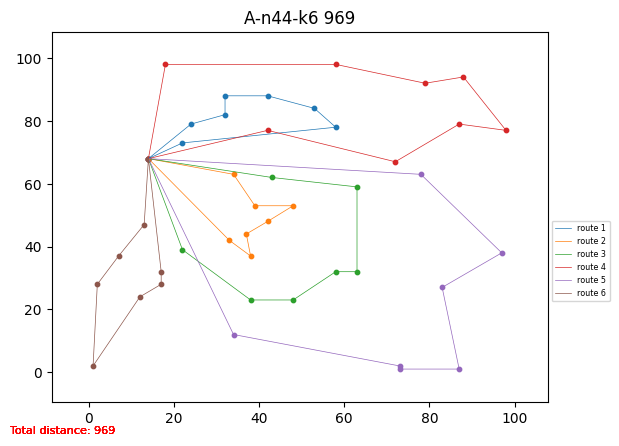 A-n44-k6 969
100
80
60
40
20
0
0 20 40 60 80 100
route 1
route 2
route 3
route 4
route 5
route 6
Total distance: 969